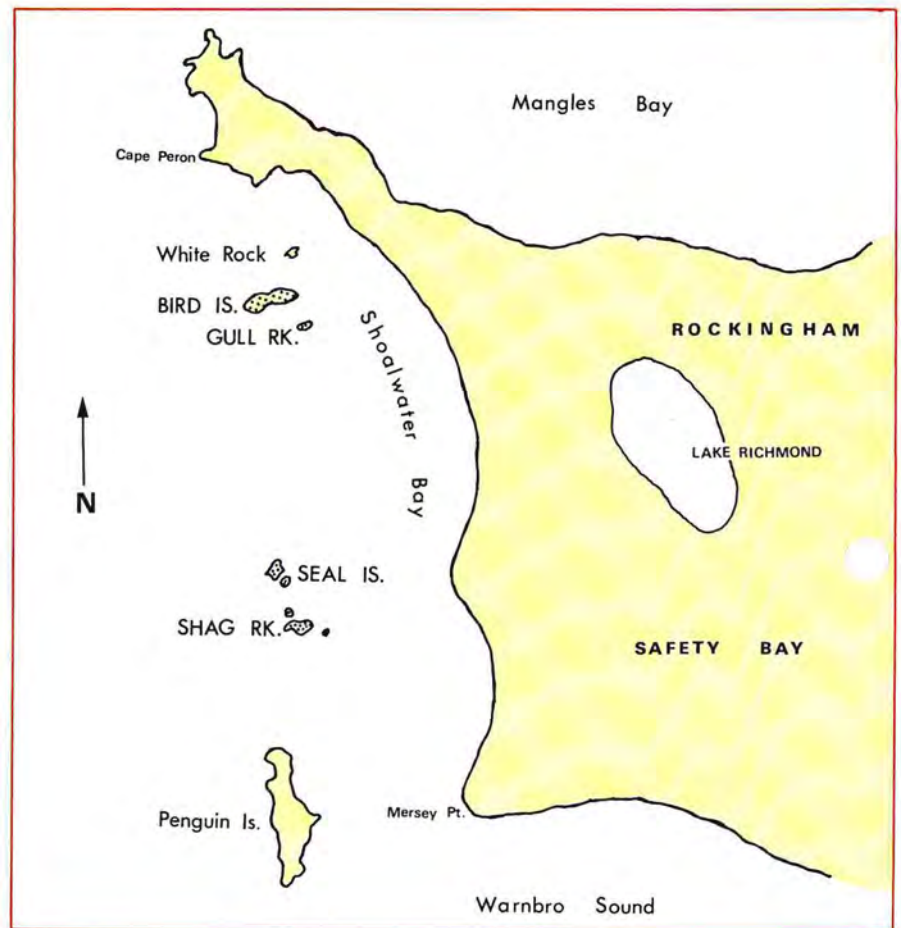 Mangles Bay
Cape Peron
White Rock
BIRD IS.
GULL RK.
Shoalwater Bay
ROCKINGHAM
LAKE RICHMOND
N
SEAL IS.
SHAG RK.
SAFETY BAY
Penguin Is.
Mersey Pt.
Warnbro Sound